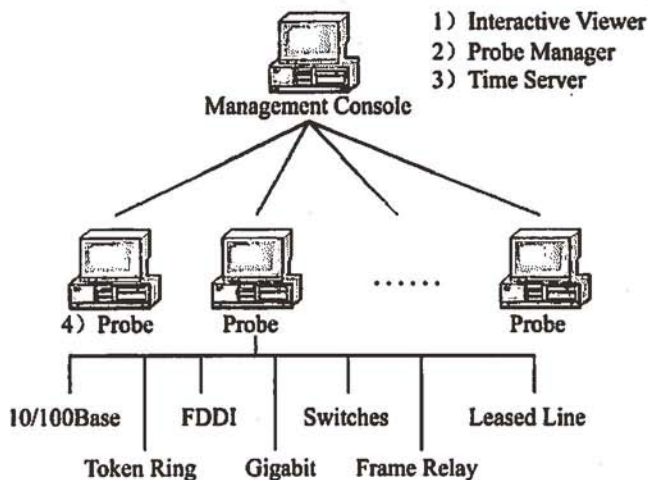 1）Interactive Viewer
2）Probe Manager
3）Time Server
Management Console
......
4）Probe
Probe
Probe
10/100Base
FDDI
Switches
Leased Line
Token Ring
Gigabit
Frame Relay